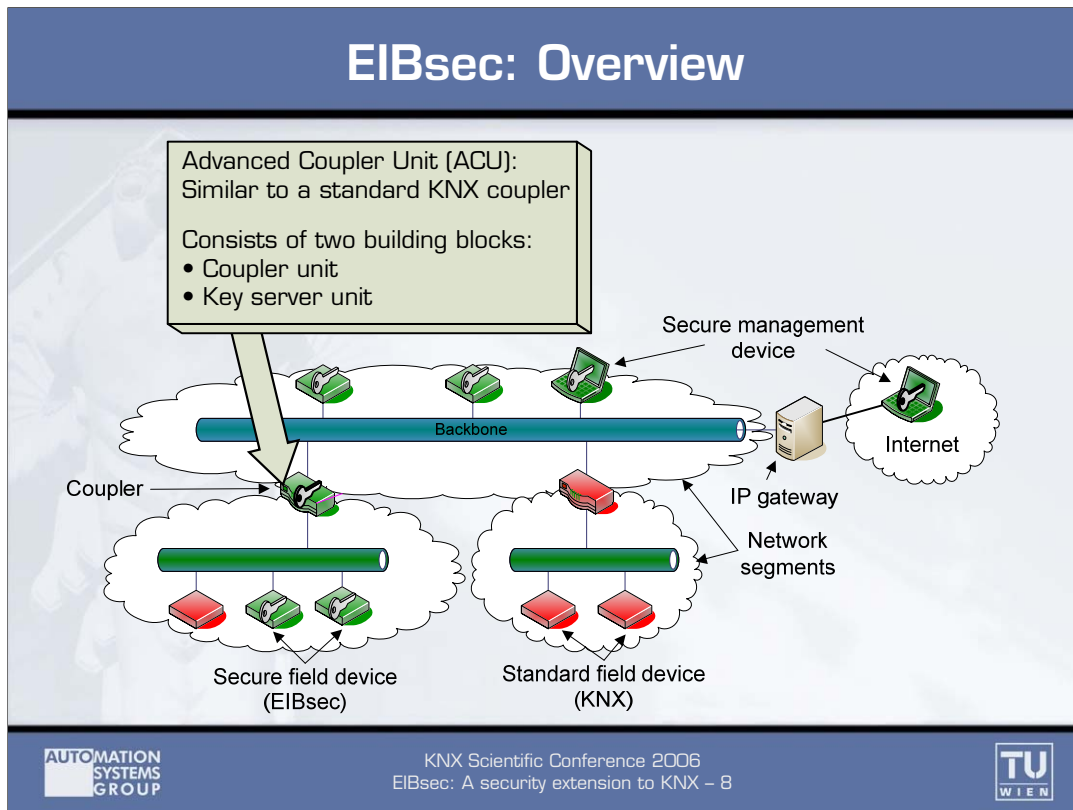 EIBsec: Overview
Advanced Coupler Unit (ACU):
Similar to a standard KNX coupler
Consists of two building blocks:
• Coupler unit
• Key server unit
Secure management
device
Backbone
Internet
Coupler
IP gateway
Network
segments
Secure field device
(EIBsec)
Standard field device
(KNX)
AUTOMATION
SYSTEMS
GROUP
KNX Scientific Conference 2006
EIBsec: A security extension to KNX – 8
TU
WIEN